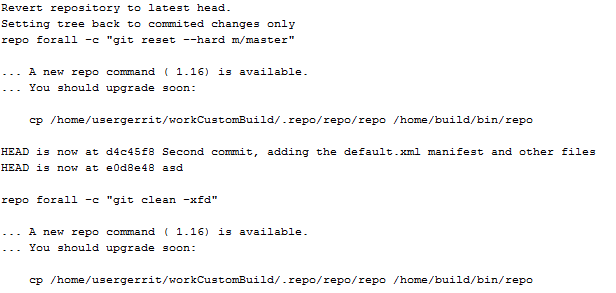 Revert repository to latest head.
Setting tree back to commited changes only
repo forall -c "git reset --hard m/master"
... A new repo command ( 1.16) is available.
... You should upgrade soon:
cp /home/usergerrit/workCustomBuild/.repo/repo/repo /home/build/bin/repo
HEAD is now at d4c45f8 Second commit, adding the default.xml manifest and other files
HEAD is now at e0d8e48 asd
repo forall -c "git clean -xfd"
... A new repo command ( 1.16) is available.
... You should upgrade soon:
cp /home/usergerrit/workCustomBuild/.repo/repo/repo /home/build/bin/repo